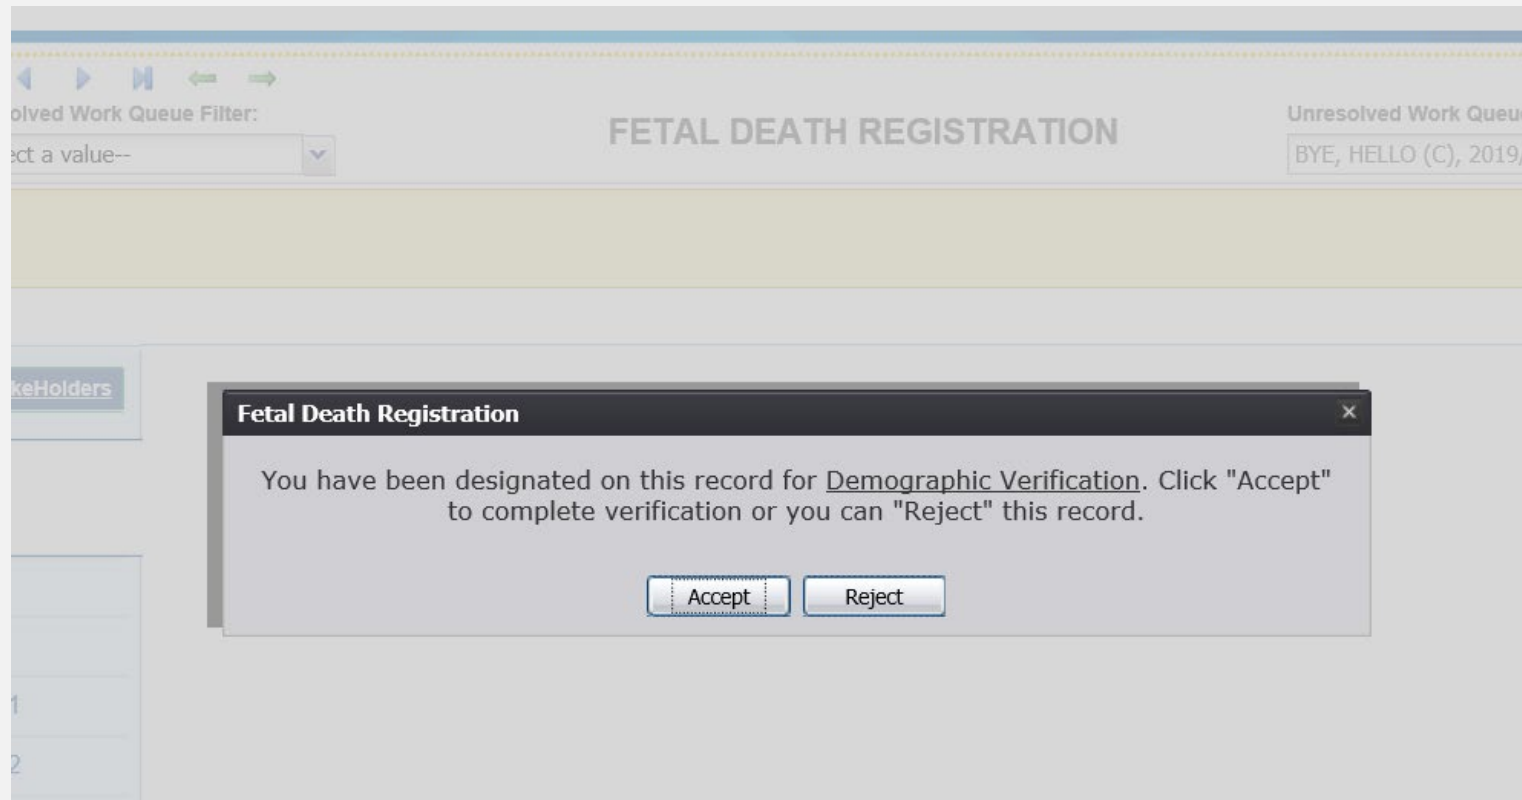 olved Work Queue Filter:
ect a value--
FETAL DEATH REGISTRATION
Unresolved Work Queue
BYE, HELLO (C), 2019/
keHolders
Fetal Death Registration
You have been designated on this record for Demographic Verification. Click "Accept"
to complete verification or you can "Reject" this record.
Accept
Reject
1
2